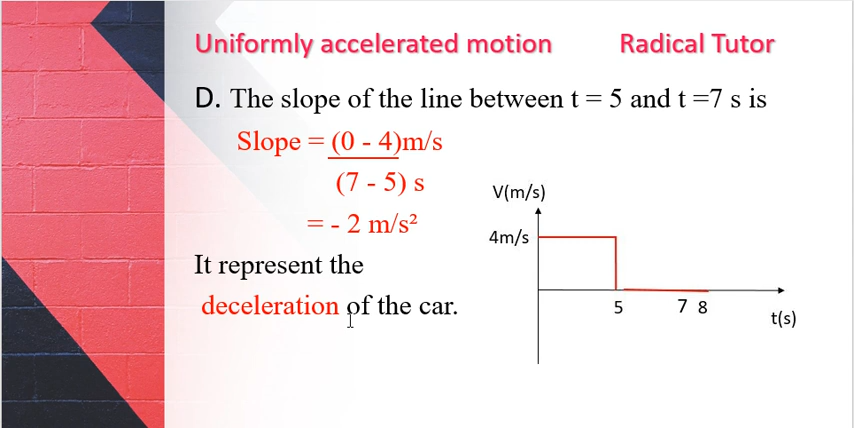 Uniformly accelerated motion Radical Tutor
D. The slope of the line between t = 5 and t =7 s is
Slope = (0 - 4)m/s
(7 - 5) s
= - 2 m/s²
It represent the
deceleration of the car.
V(m/s)
4m/s
5 7 8
t(s)